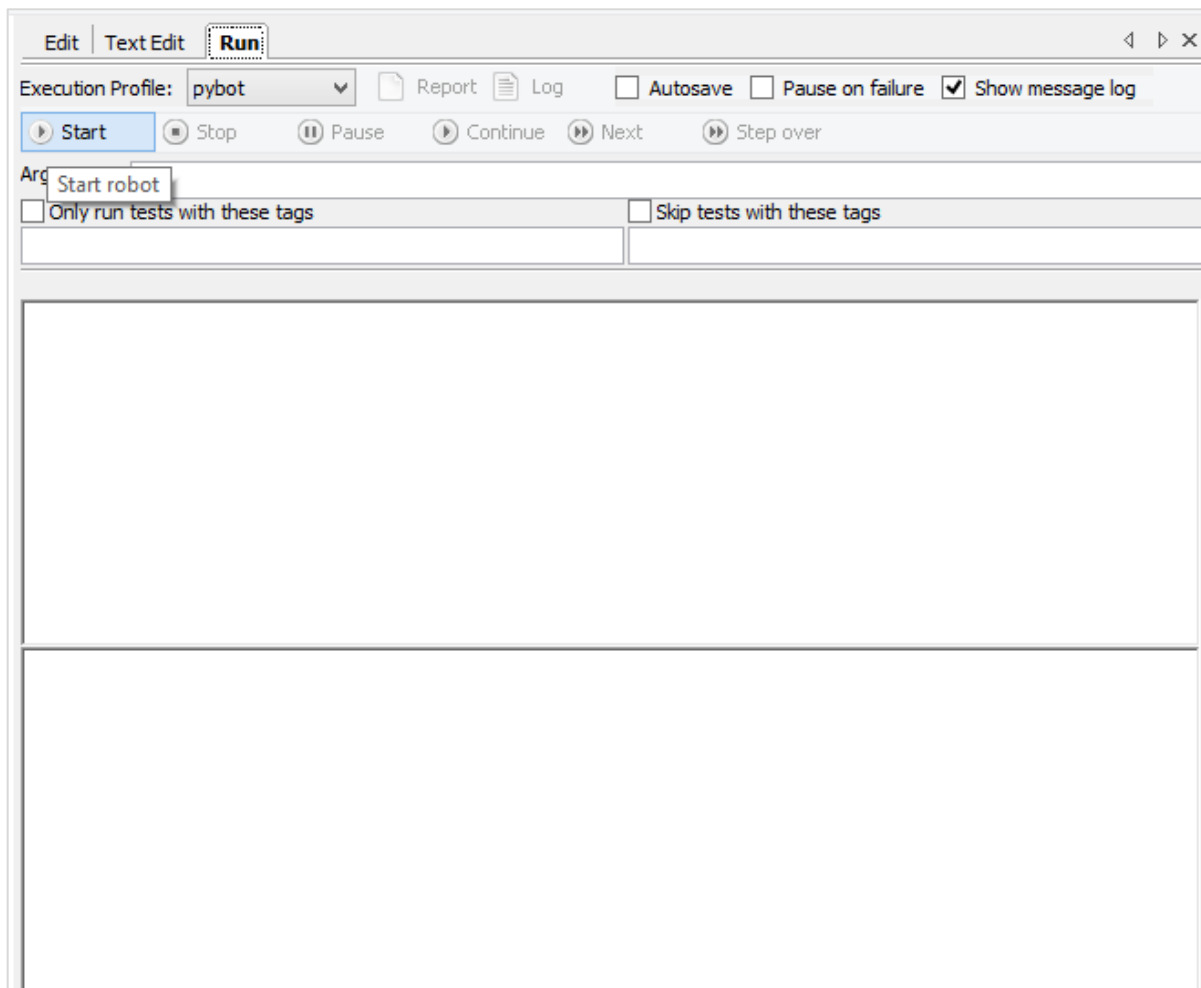 Edit Text Edit Run
Execution Profile: pybot Report Log Autosave Pause on failure Show message log
Start Stop Pause Continue Next Step over
Arg
Start robot
Only run tests with these tags Skip tests with these tags